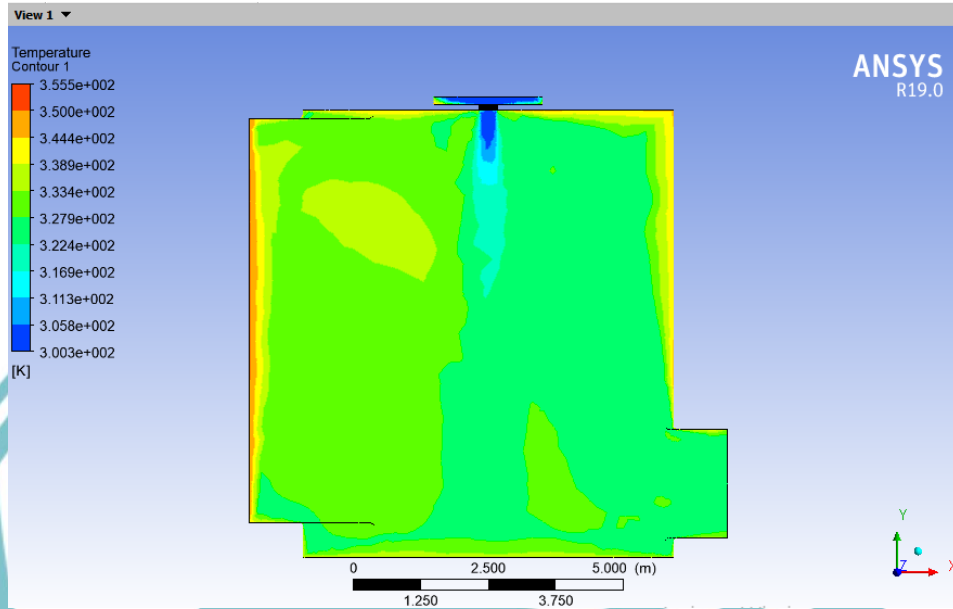 View 1
Temperature
Contour 1
3.555e+002
3.500e+002
3.444e+002
3.389e+002
3.334e+002
3.279e+002
3.224e+002
3.169e+002
3.113e+002
3.058e+002
3.003e+002
[K]
ANSYS
R19.0
0 2.500 5.000 (m)
1.250 3.750
Y
Z X